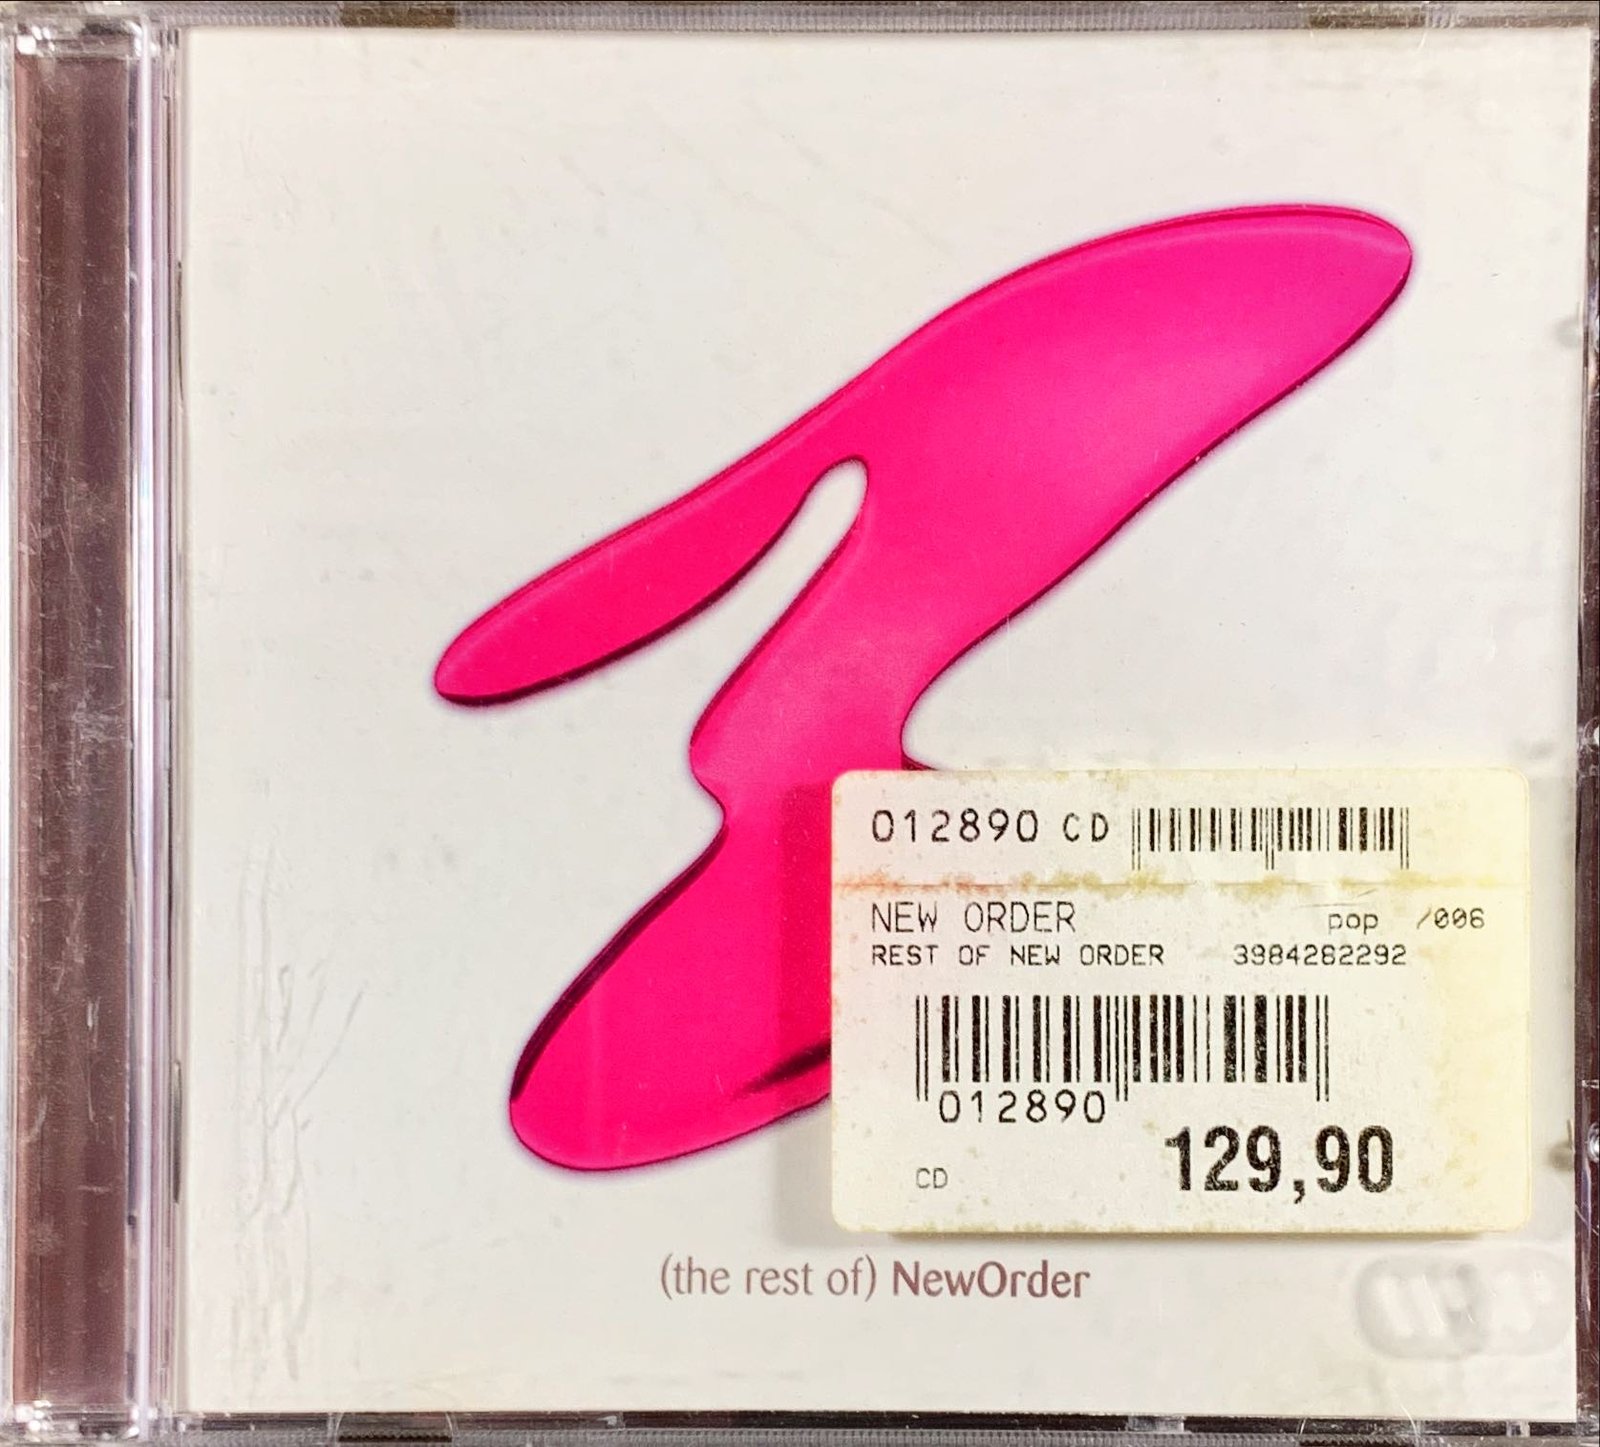 012890 CD
NEW ORDER pop /006
REST OF NEW ORDER 3984282292
012890
CD 129,90
(the rest of) NewOrder